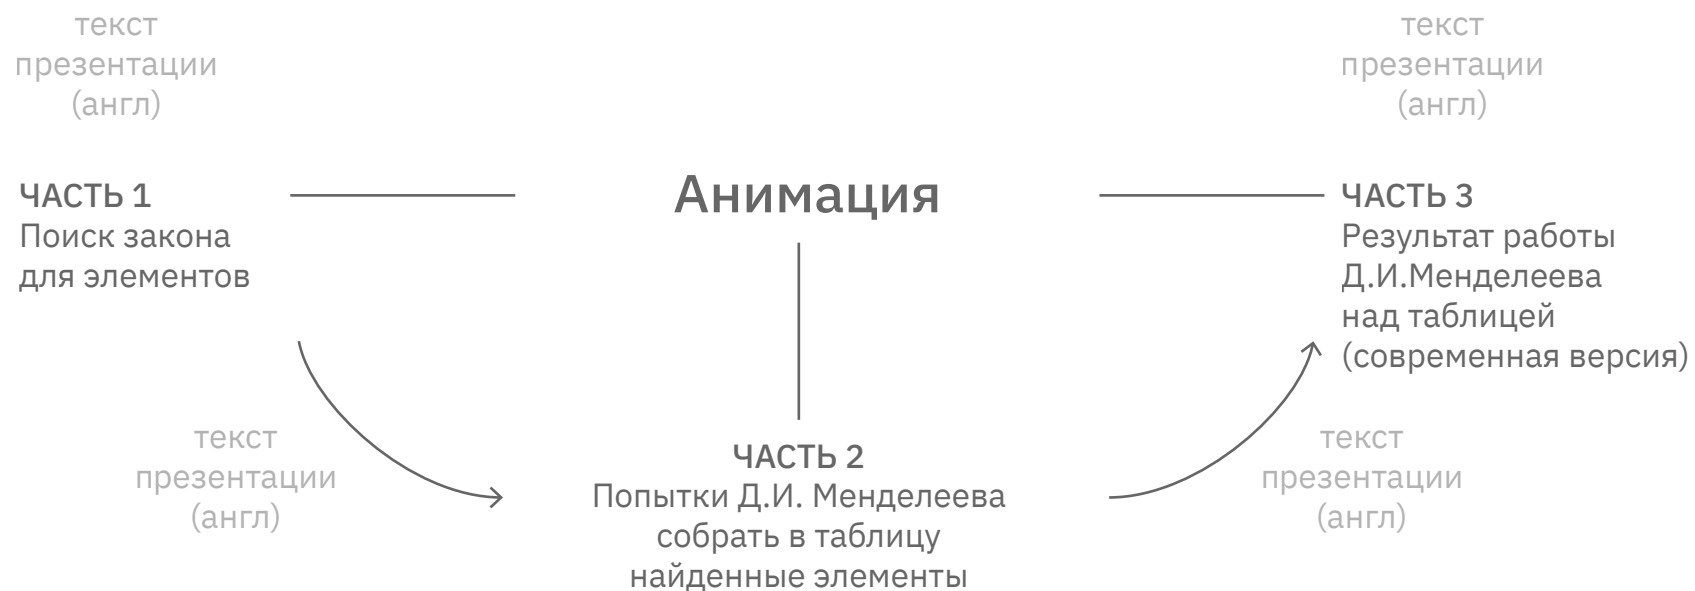 текст
презентации
(англ)
текст
презентации
(англ)
Анимация
ЧАСТЬ 1
Поиск закона
для элементов
ЧАСТЬ 3
Результат работы
Д.И.Менделеева
над таблицей
(современная версия)
текст
презентации
(англ)
ЧАСТЬ 2
Попытки Д.И. Менделеева
собрать в таблицу
найденные элементы
текст
презентации
(англ)